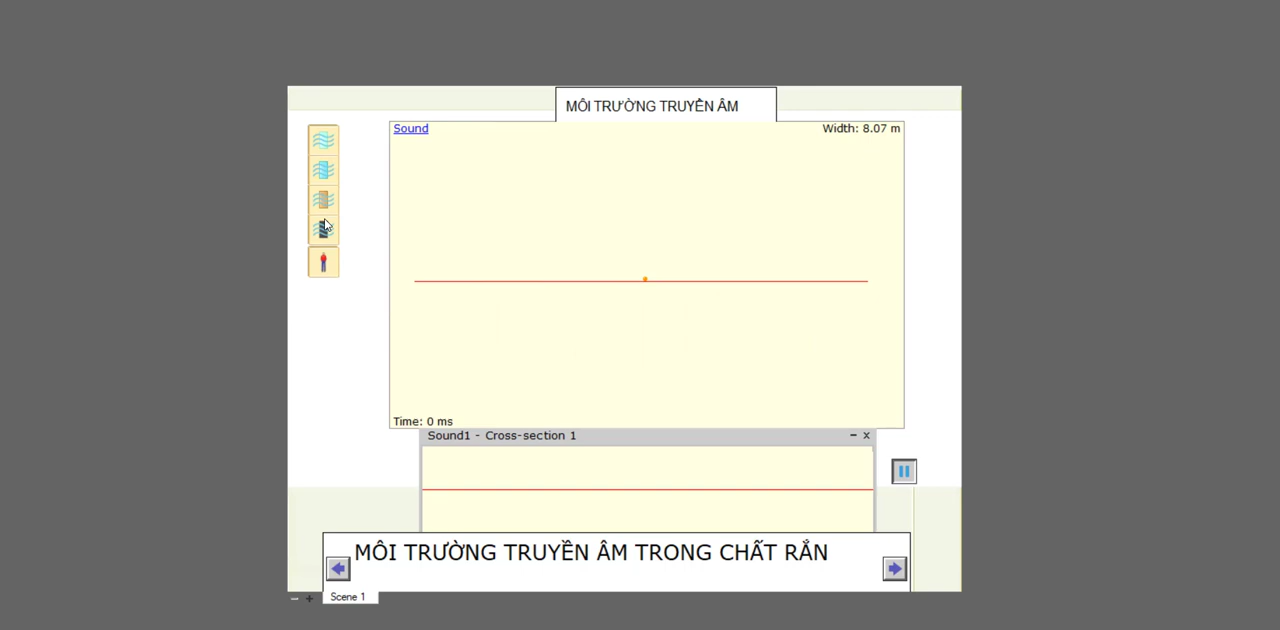 MÔI TRƯỜNG TRUYỀN ÂM
Sound
Width: 8.07 m
Time: 0 ms
Sound1 - Cross-section 1
MÔI TRƯỜNG TRUYỀN ÂM TRONG CHẤT RẮN
Scene 1